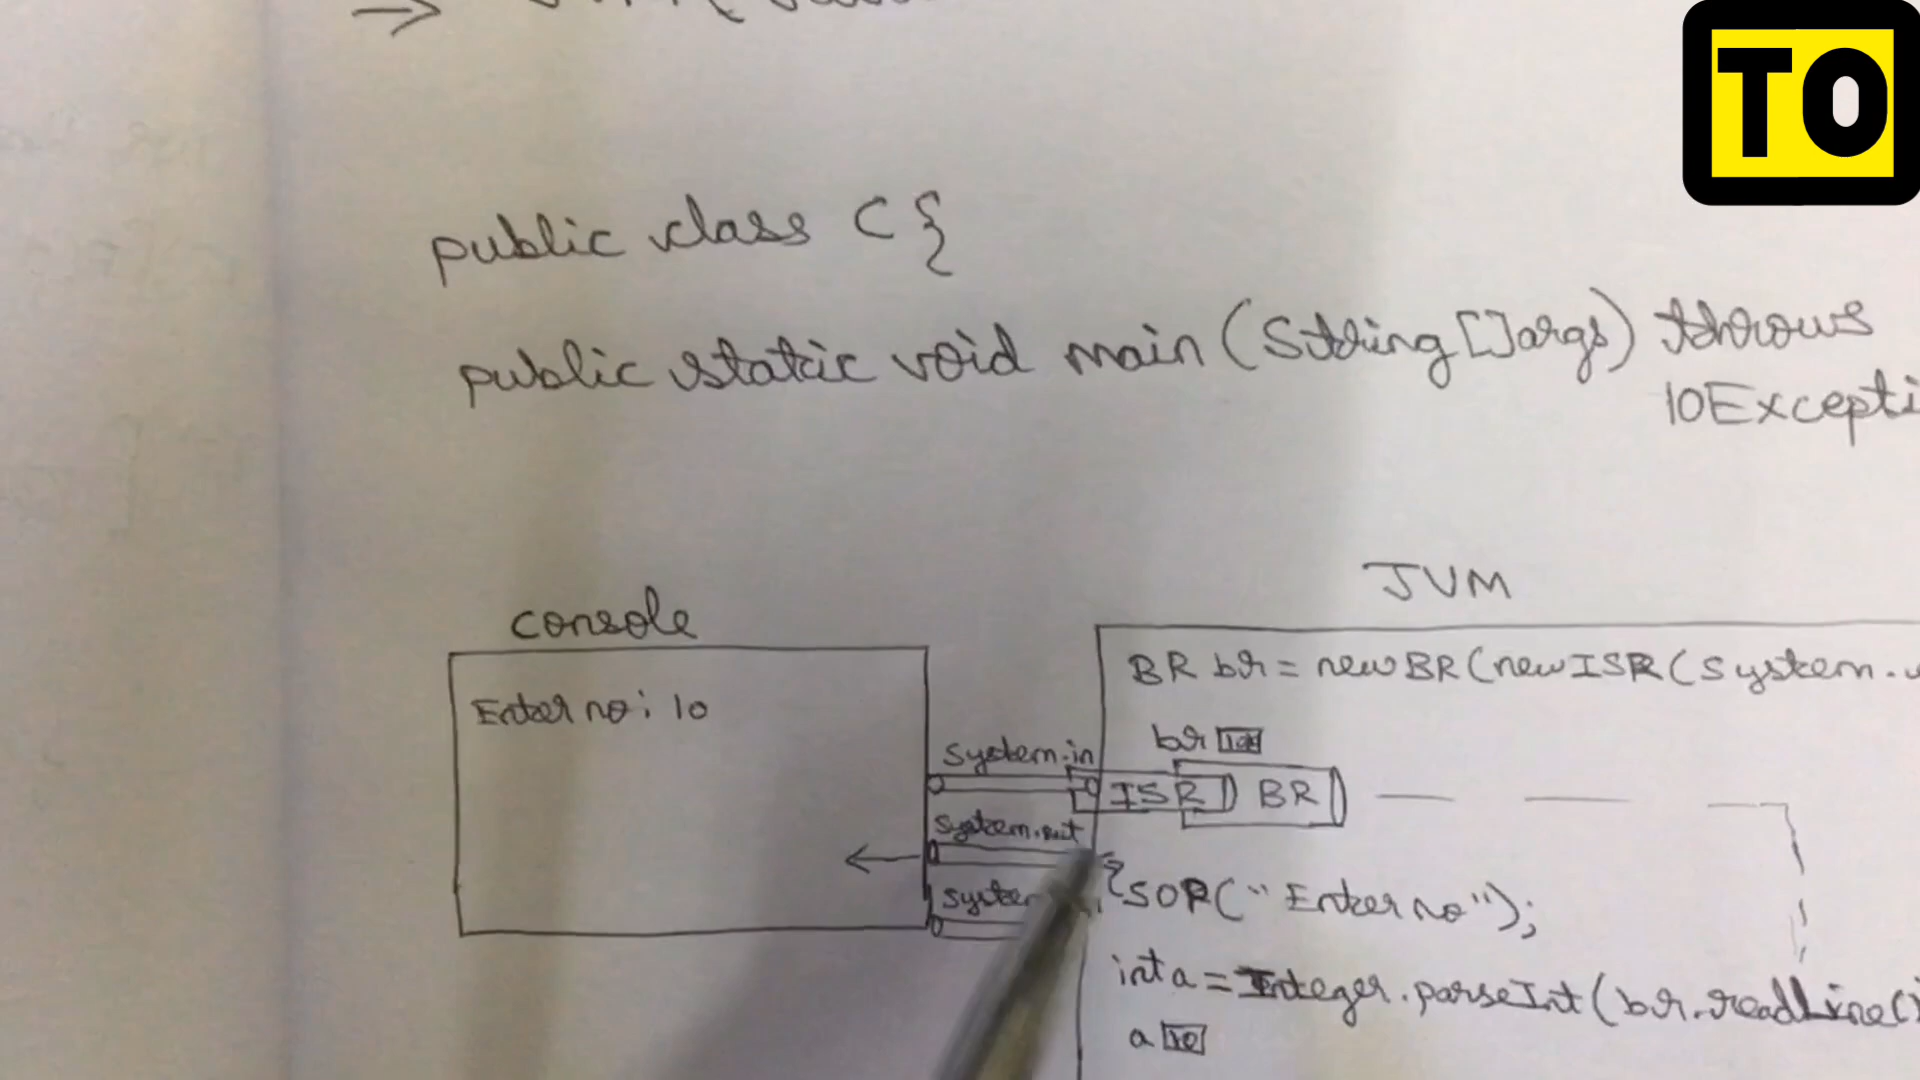 TO
public class C {
public static void main (String []args) throws
IOExcepti
JVM
console
BR br = new BR (new ISR (System.
Enter no: 10
br
System.in
ISR BR
System.out
{ SOP (" Enter no ");
int a = Integer.parseInt (br.readLine()
a 10